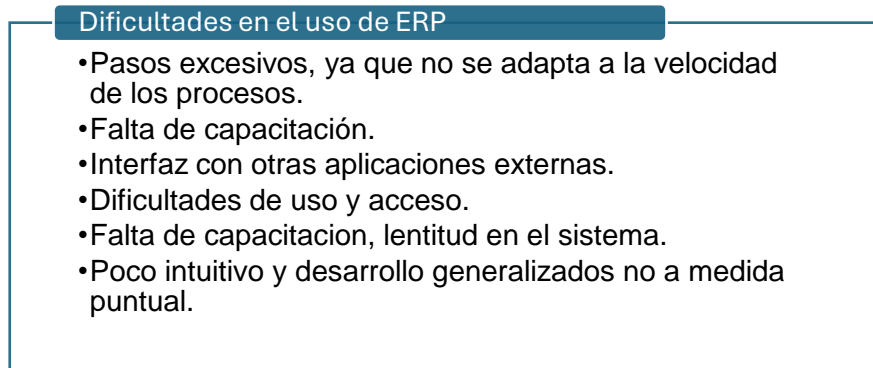 Dificultades en el uso de ERP
•Pasos excesivos, ya que no se adapta a la velocidad
de los procesos.
•Falta de capacitación.
•Interfaz con otras aplicaciones externas.
•Dificultades de uso y acceso.
•Falta de capacitacion, lentitud en el sistema.
•Poco intuitivo y desarrollo generalizados no a medida
puntual.